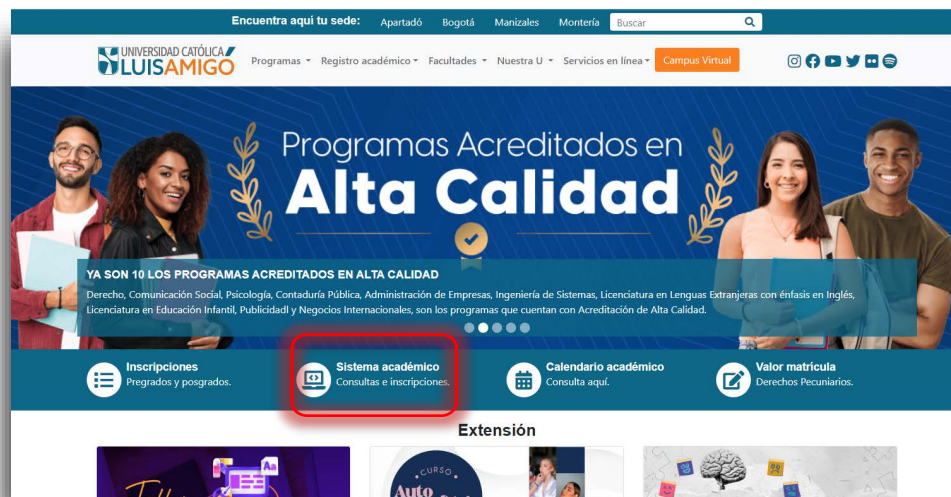 Encuentra aquí tu sede: Apartadó Bogotá Manizales Montería Buscar
UNIVERSIDAD CATÓLICA
LUISAMIGÓ
Programas Registro académico Facultades Nuestra U Servicios en línea Campus Virtual
Programas Acreditados en
Alta Calidad
YA SON 10 LOS PROGRAMAS ACREDITADOS EN ALTA CALIDAD
Derecho, Comunicación Social, Psicología, Contaduría Pública, Administración de Empresas, Ingeniería de Sistemas, Licenciatura en Lenguas Extranjeras con énfasis en Inglés,
Licenciatura en Educación Infantil, Publicidadl y Negocios Internacionales, son los programas que cuentan con Acreditación de Alta Calidad.
Inscripciones
Pregrados y posgrados.
Sistema académico
Consultas e inscripciones.
Calendario académico
Consulta aquí.
Valor matrícula
Derechos Pecuniarios.
Extensión
Aa
CURSO
Auto